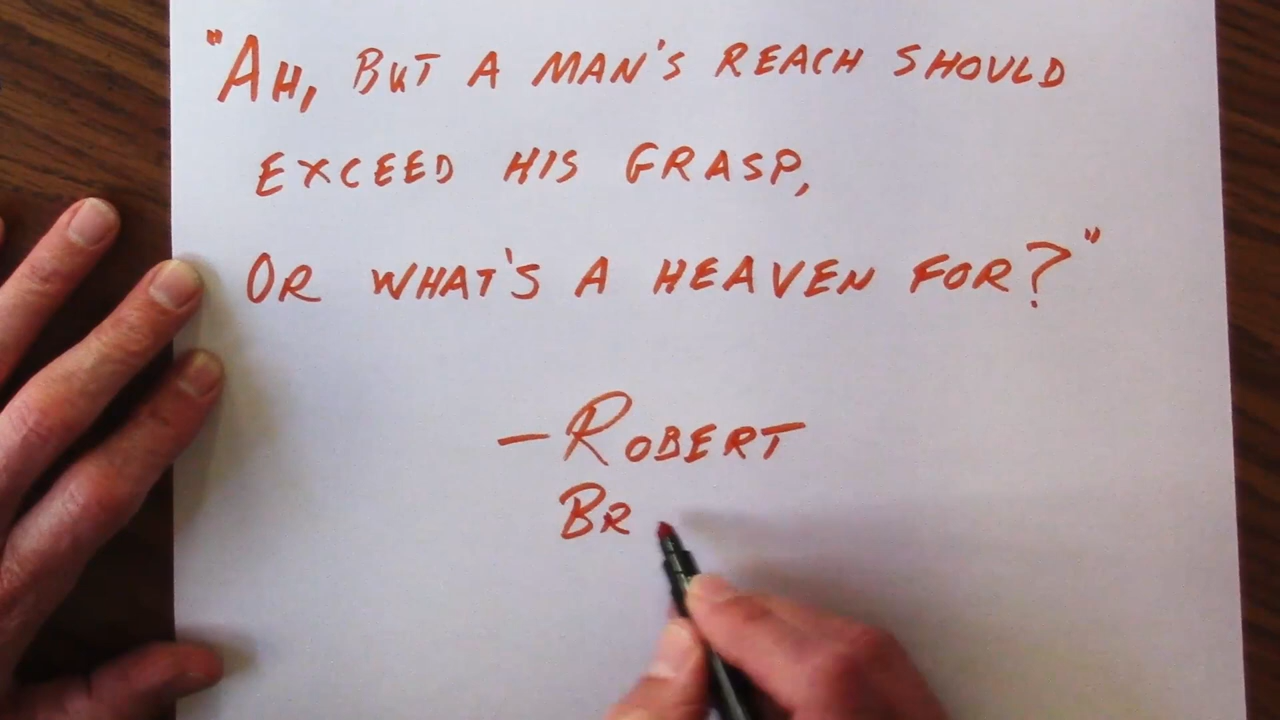 "AH, BUT A MAN'S REACH SHOULD
EXCEED HIS GRASP,
OR WHAT'S A HEAVEN FOR?"
- ROBERT
BR